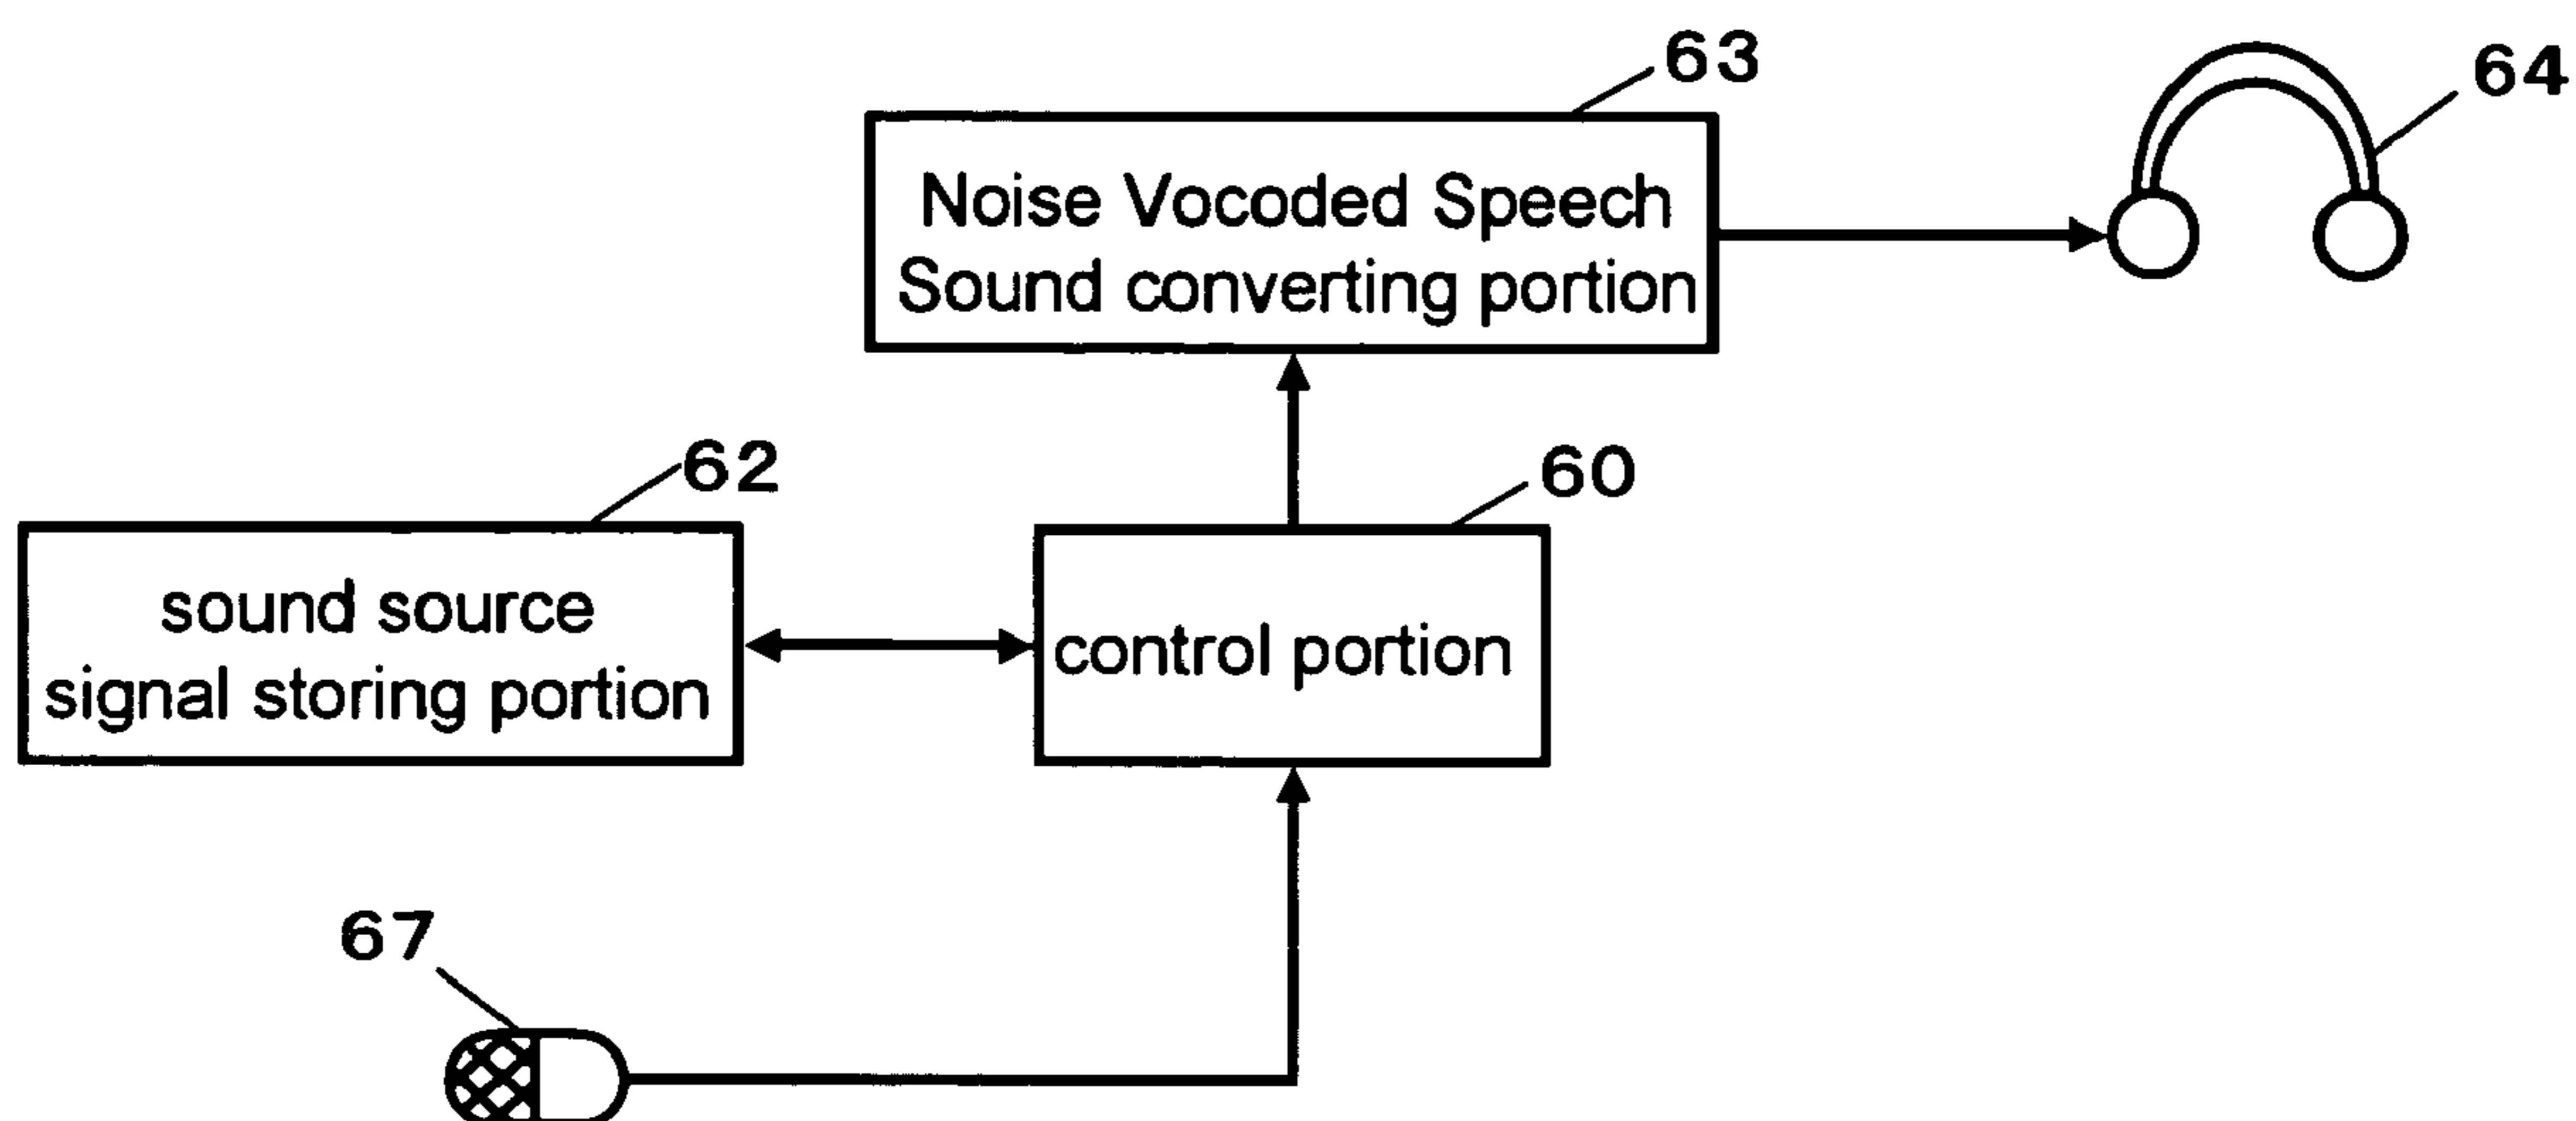 63
64
Noise Vocoded Speech
Sound converting portion
62
60
sound source
signal storing portion
control portion
67